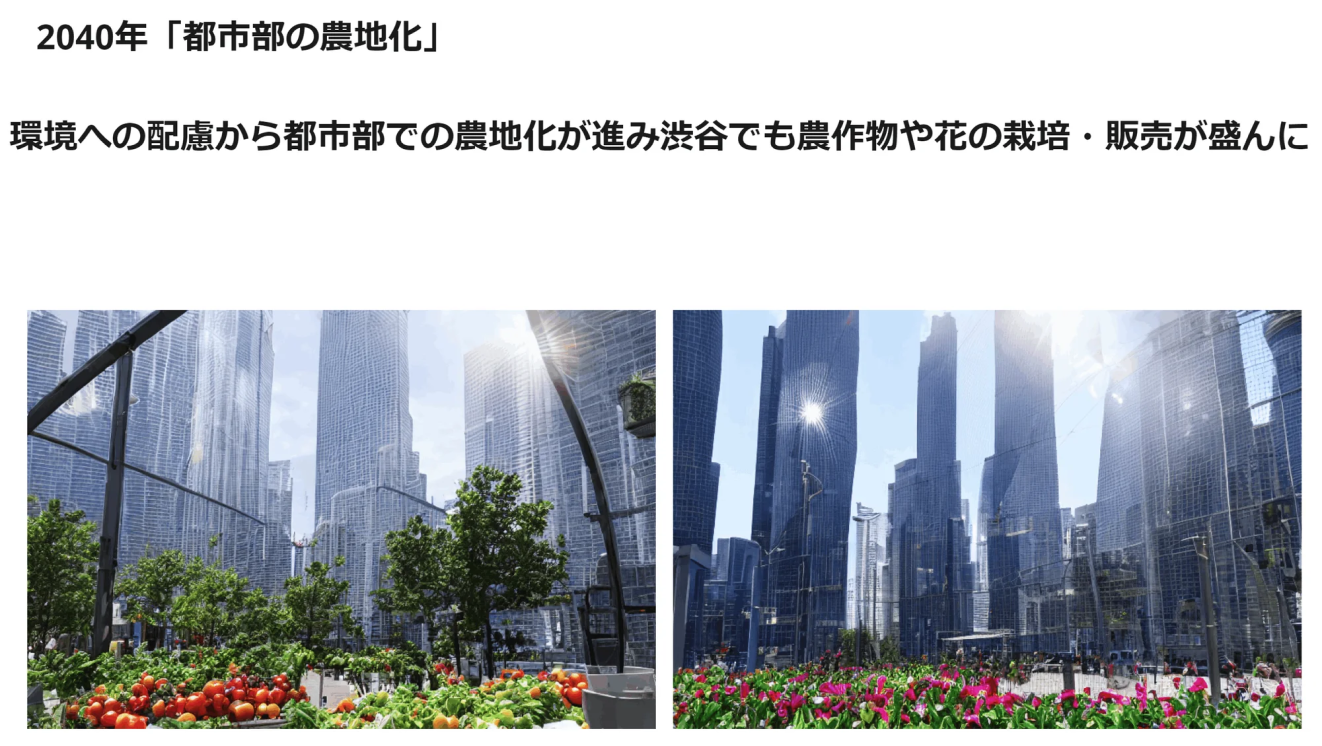 2040年「都市部の農地化」
環境への配慮から都市部での農地化が進み渋谷でも農作物や花の栽培・販売が盛んに